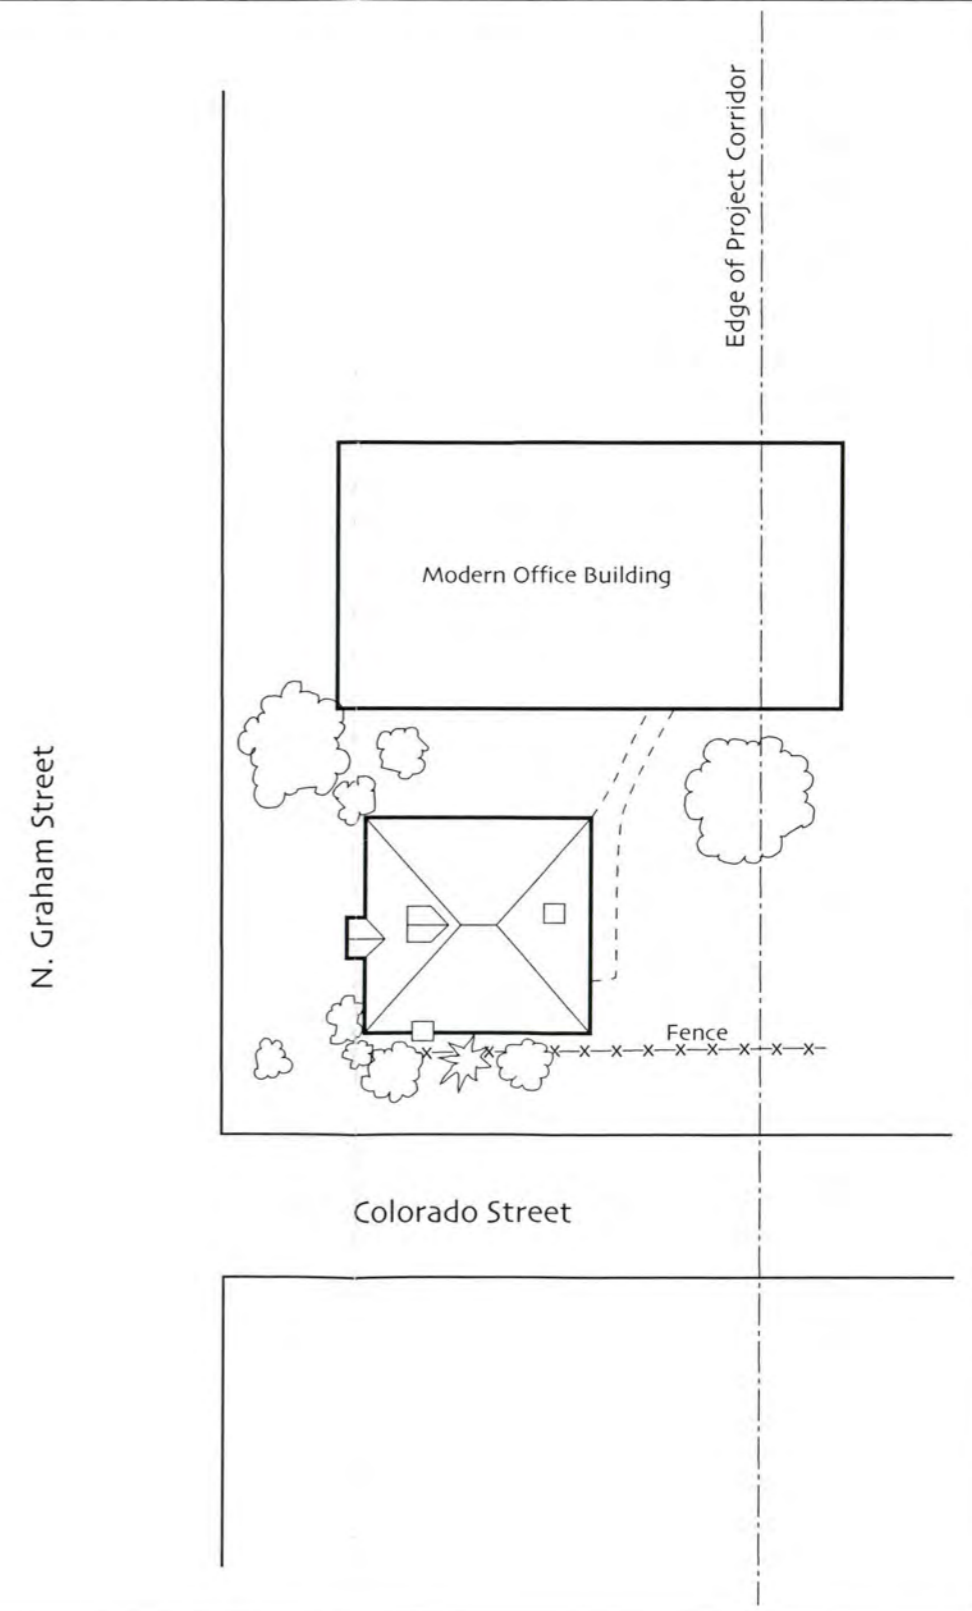 Edge of Project Corridor
Modern Office Building
N. Graham Street
Fence
Colorado Street